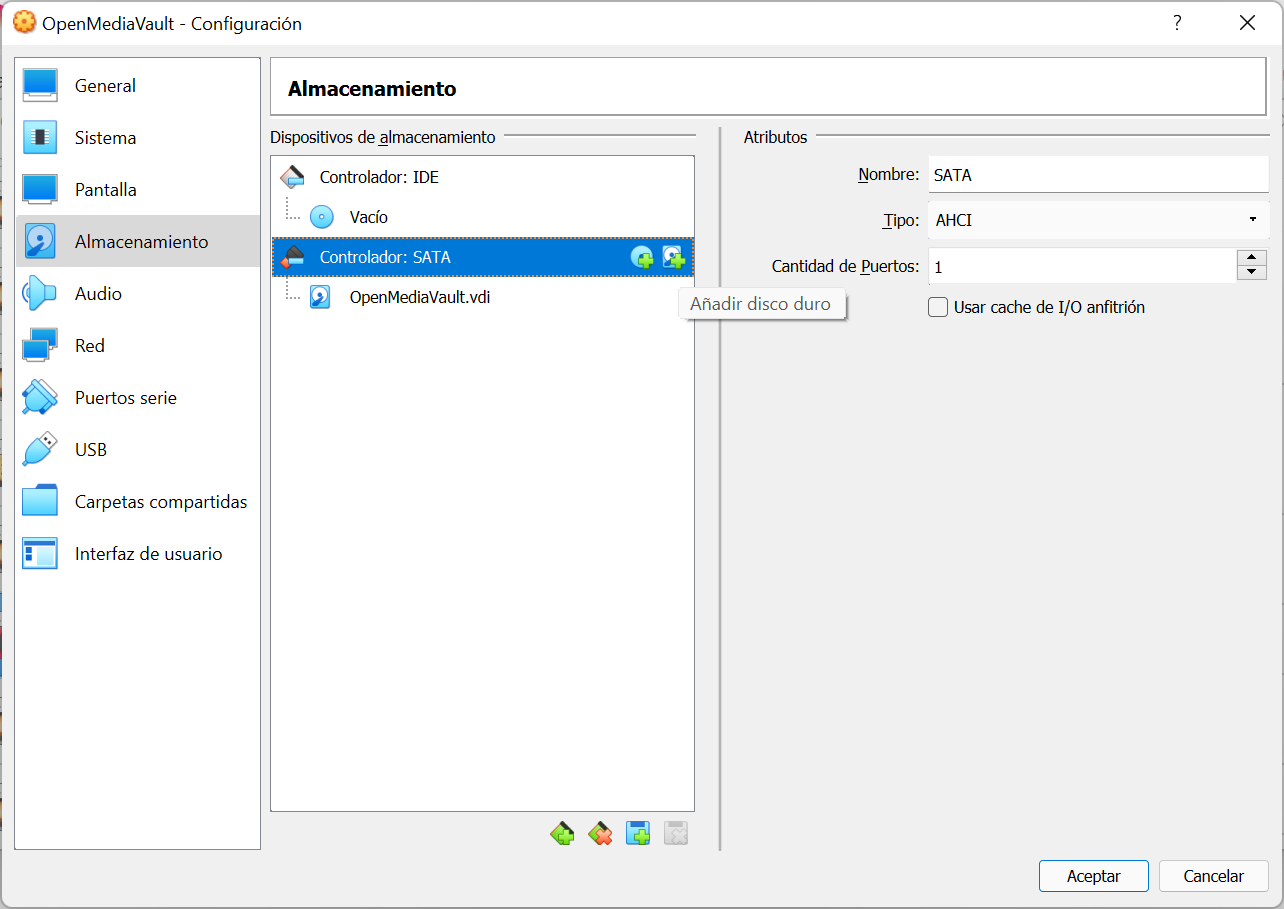 OpenMediaVault - Configuración
?
General
Sistema
Pantalla
Almacenamiento
Audio
Red
Puertos serie
USB
Carpetas compartidas
Interfaz de usuario
Almacenamiento
Dispositivos de almacenamiento
Controlador: IDE
Vacío
Controlador: SATA
OpenMediaVault.vdi
Añadir disco duro
Atributos
Nombre: SATA
Tipo: AHCI
Cantidad de Puertos: 1
Usar cache de I/O anfitrión
Aceptar
Cancelar